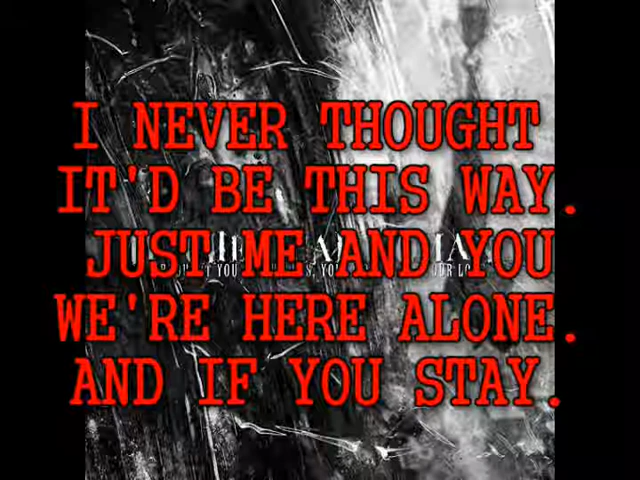 I NEVER THOUGHT
IT'D BE THIS WAY.
JUST ME AND YOU
WE'RE HERE ALONE.
AND IF YOU STAY.